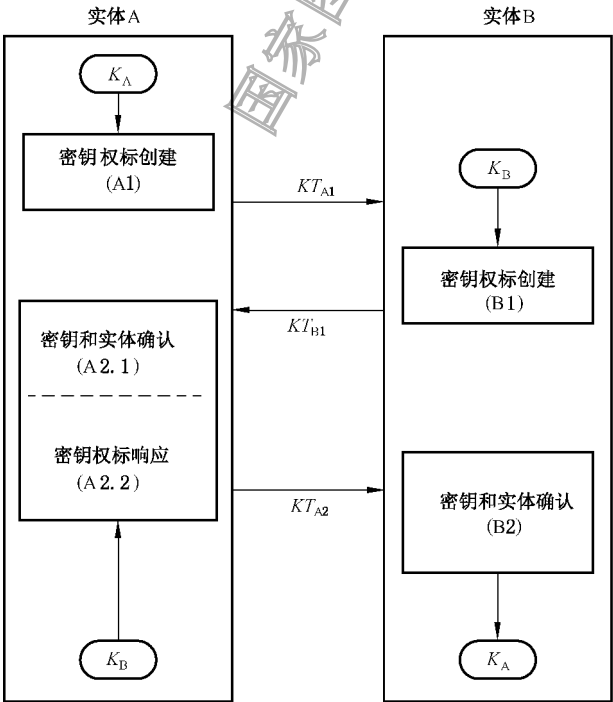 实体A
实体B
K_A
密钥权标创建
(A1)
KT_A1
K_B
密钥权标创建
(B1)
KT_B1
密钥和实体确认
(A2.1)
密钥权标响应
(A2.2)
KT_A2
密钥和实体确认
(B2)
K_B
K_A
国家